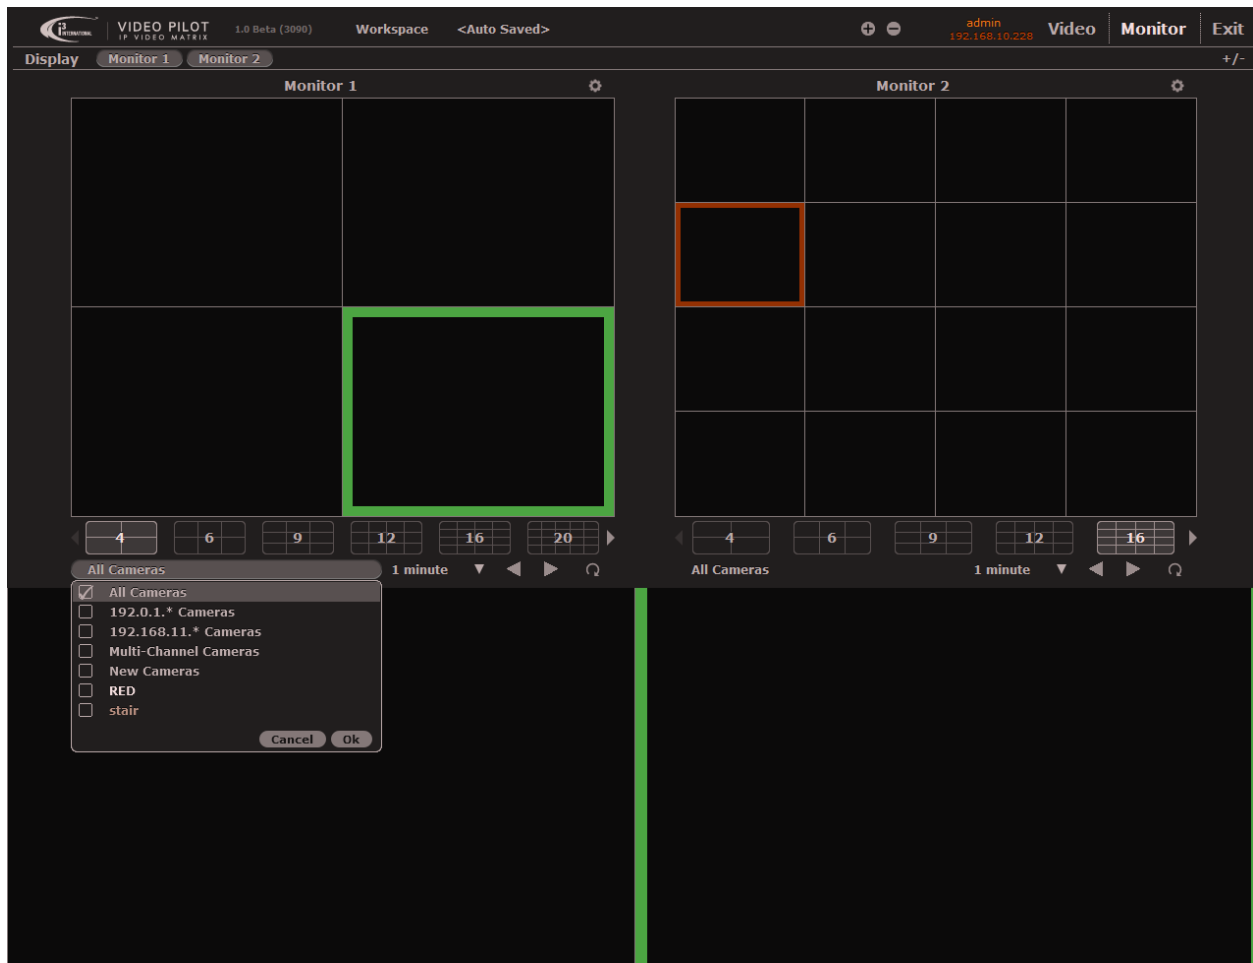 i3 INTERNATIONAL VIDEO PILOT 1.0 Beta (3090) Workspace <Auto Saved> admin Video Monitor Exit
IP VIDEO MATRIX 192.168.10.228
Display Monitor 1 Monitor 2 +/-
Monitor 1 Monitor 2
4 6 9 12 16 20 4 6 9 12 16
All Cameras 1 minute All Cameras 1 minute
All Cameras
192.0.1.* Cameras
192.168.11.* Cameras
Multi-Channel Cameras
New Cameras
RED
stair
Cancel Ok